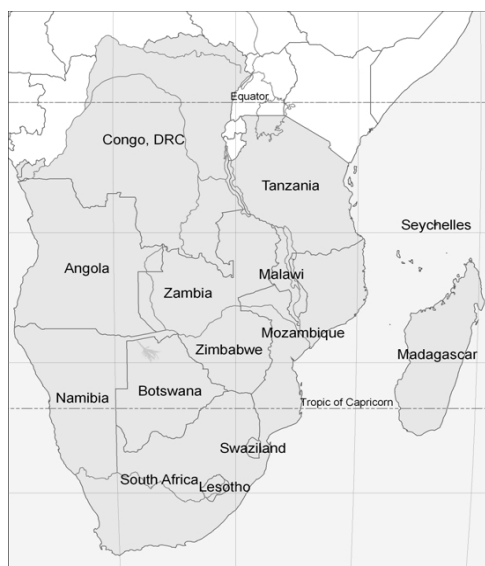 Equator
Congo, DRC
Tanzania
Seychelles
Angola
Malawi
Zambia
Mozambique
Zimbabwe
Madagascar
Botswana
Namibia
Tropic of Capricorn
Swaziland
South Africa
Lesotho